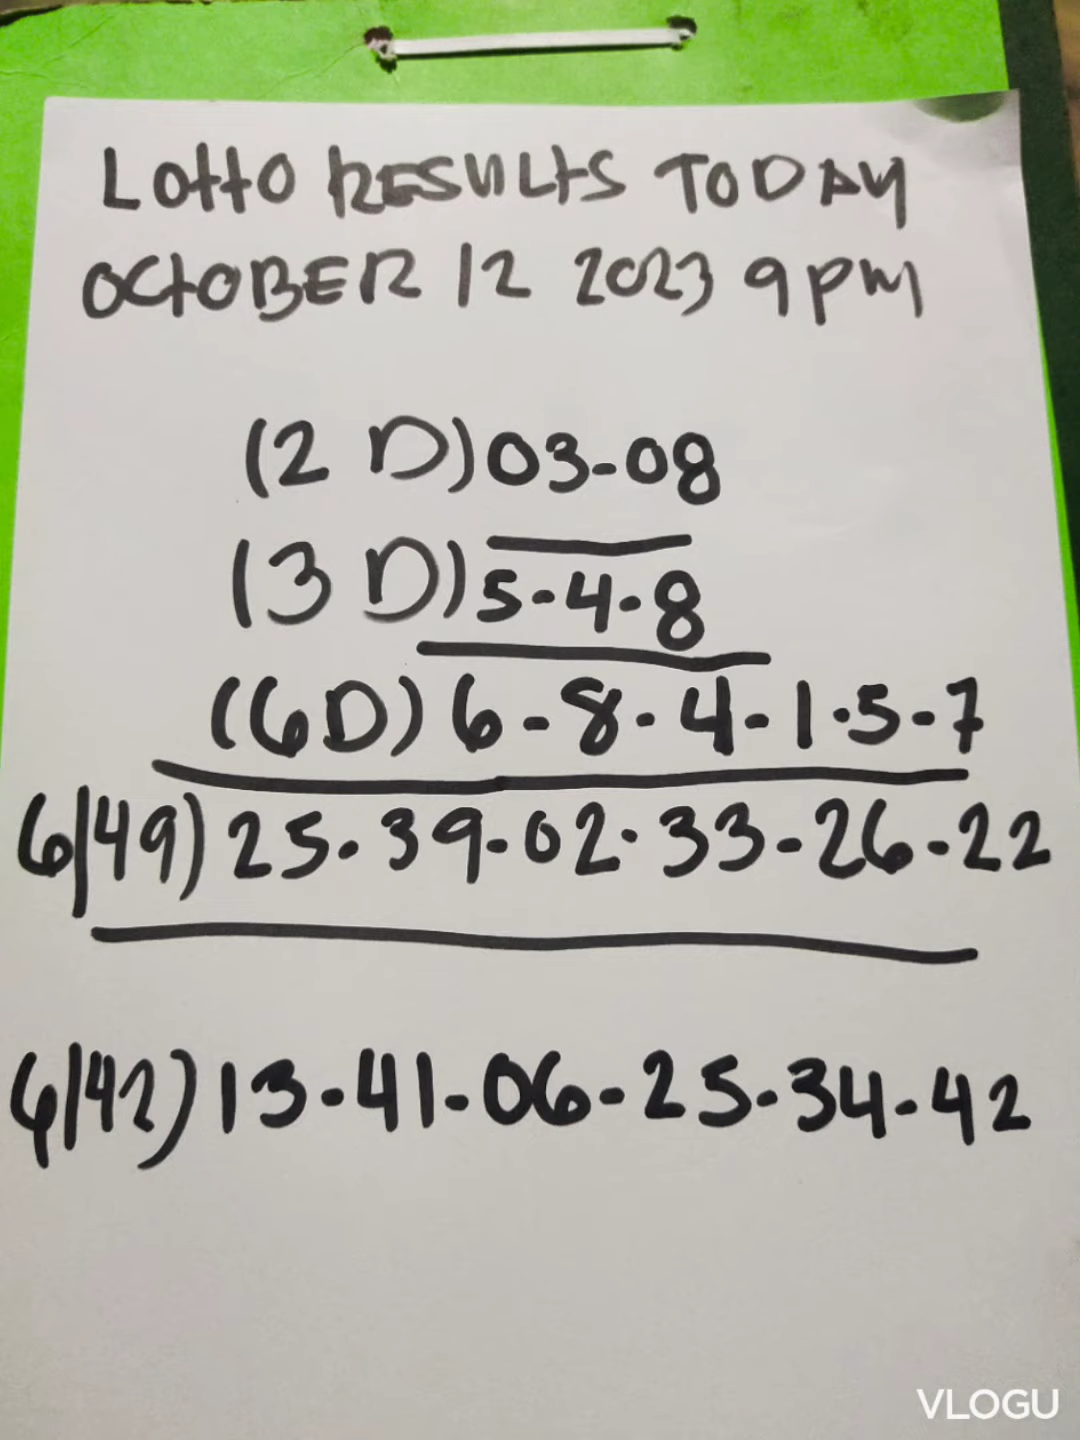 Lotto RESULtS TODAY
OCtOBER 12 2023 9pm
(2 D) 03-08
(3 D) 5-4-8
(6D) 6-8-4-1-5-7
6/49) 25-39-02-33-26-22
6/42) 13-41-06-25-34-42
VLOGU